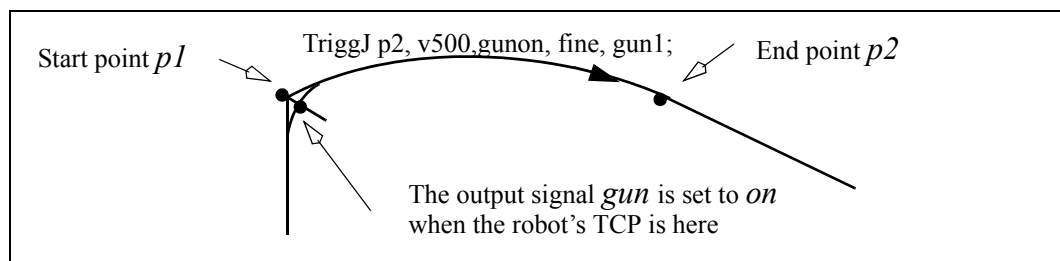 TriggJ p2, v500,gunon, fine, gun1;
Start point p1
End point p2
The output signal gun is set to on
when the robot's TCP is here